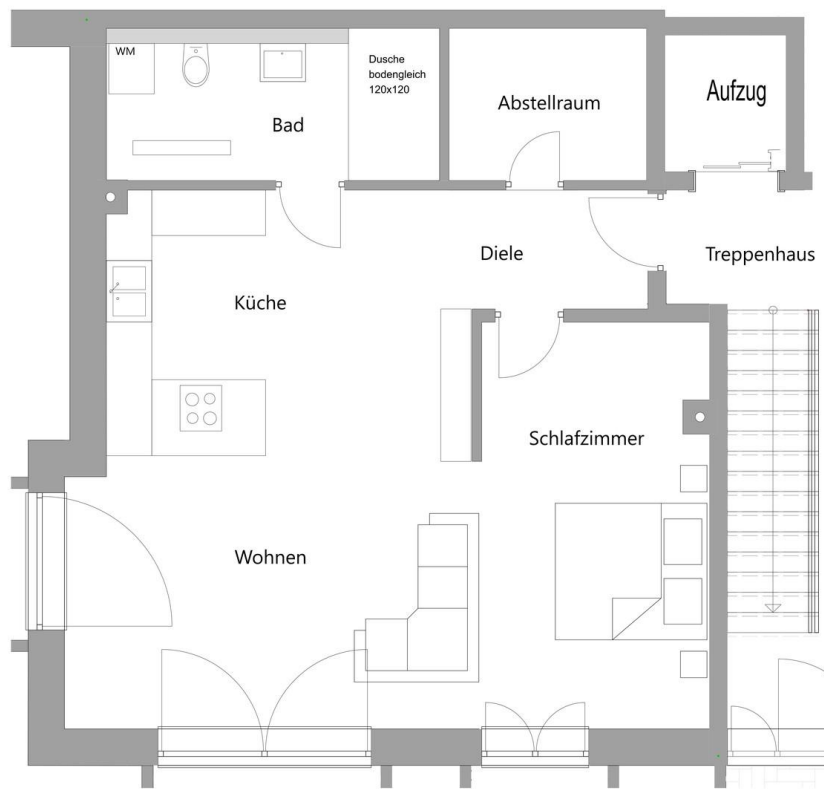 WM
Dusche
bodengleich
120x120
Bad
Abstellraum
Aufzug
Diele
Treppenhaus
Küche
Schlafzimmer
Wohnen